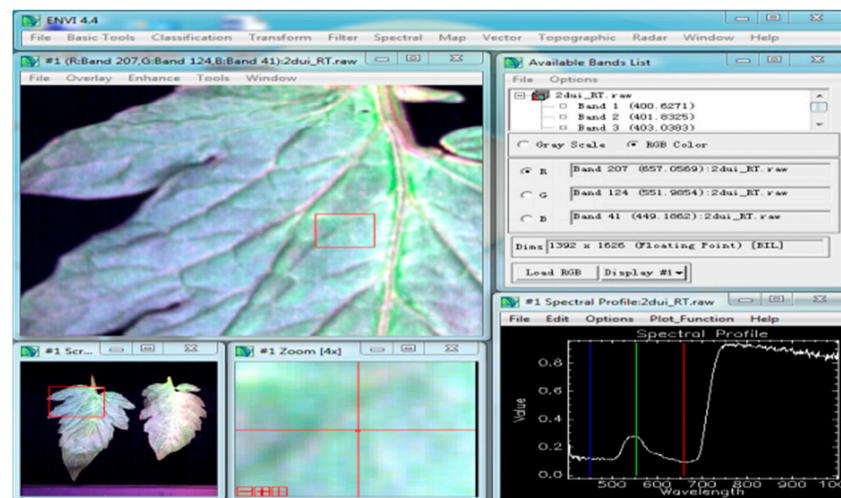 ENVI 4.4
File Basic Tools Classification Transform Filter Spectral Map Vector Topographic Radar Window Help
#1 (R:Band 207,G:Band 124,B:Band 41):2dui_RT.raw
File Overlay Enhance Tools Window
Available Bands List
File Options
2dui_RT.raw
Band 1 (400.6271)
Band 2 (401.8325)
Band 3 (403.0383)
Gray Scale RGB Color
R Band 207 (657.0569):2dui_RT.raw
G Band 124 (551.9854):2dui_RT.raw
B Band 41 (449.1862):2dui_RT.raw
Dims 1392 x 1626 (Floating Point) [BIL]
Load RGB Display #1
#1 Scr...
#1 Zoom [4x]
#1 Spectral Profile:2dui_RT.raw
File Edit Options Plot_Function Help
Spectral Profile
Value
0.8
0.6
0.4
0.2
0.0
500 600 700 800 900
Wavelength